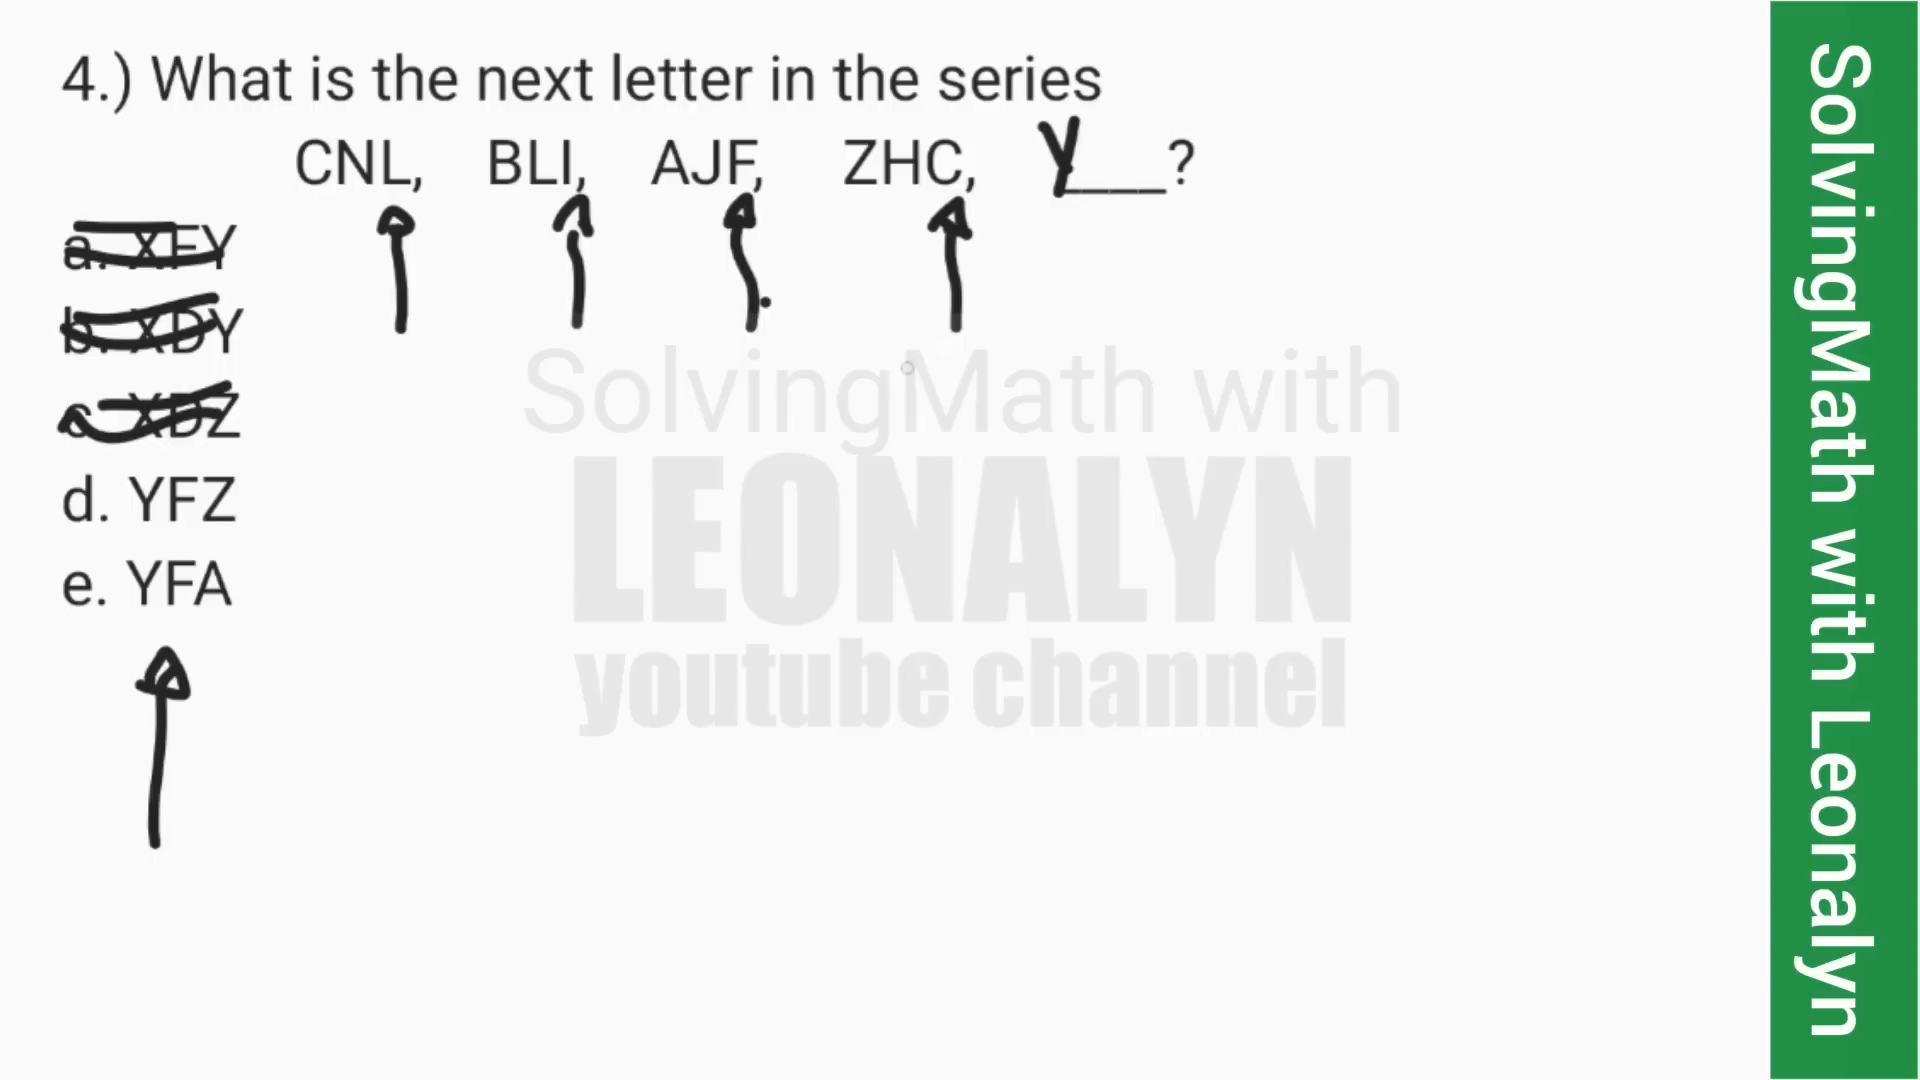 4.) What is the next letter in the series
CNL, BLI, AJF, ZHC, Y___?
a. XFY
b. XDY
c. XDZ
d. YFZ
e. YFA
SolvingMath with
LEONALYN
youtube channel
SolvingMath with Leonalyn